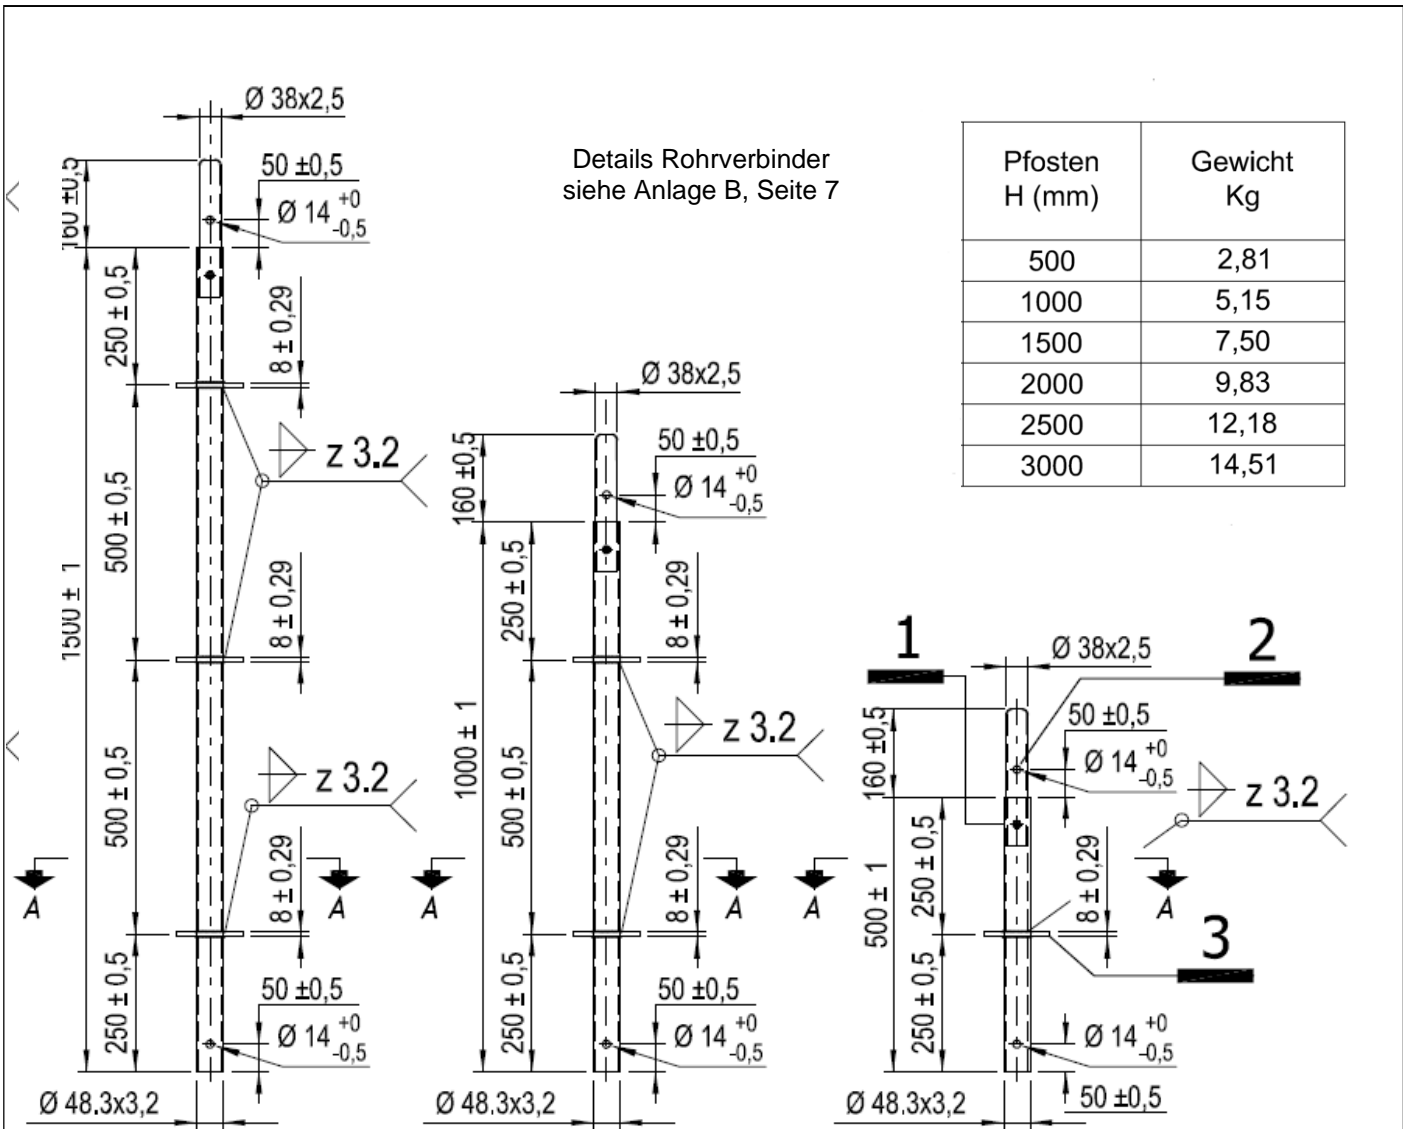 Details Rohrverbinder
siehe Anlage B, Seite 7
Pfosten H (mm) Gewicht Kg
500 2,81
1000 5,15
1500 7,50
2000 9,83
2500 12,18
3000 14,51
Ø 38x2,5
160 ±0,5
50 ±0,5
Ø 14 +0 -0,5
250 ± 0,5
8 ± 0,29
z 3.2
500 ± 0,5
8 ± 0,29
1500 ± 1
z 3.2
500 ± 0,5
8 ± 0,29
A
A
250 ± 0,5
50 ±0,5
Ø 14 +0 -0,5
Ø 48.3x3,2
Ø 38x2,5
160 ±0,5
50 ±0,5
Ø 14 +0 -0,5
250 ± 0,5
8 ± 0,29
z 3.2
1000 ± 1
500 ± 0,5
8 ± 0,29
A
A
250 ± 0,5
50 ±0,5
Ø 14 +0 -0,5
Ø 48.3x3,2
1
2
Ø 38x2,5
160 ±0,5
50 ±0,5
Ø 14 +0 -0,5
z 3.2
250 ± 0,5
8 ± 0,29
500 ± 1
A
A
3
250 ± 0,5
Ø 14 +0 -0,5
50 ±0,5
Ø 48.3x3,2